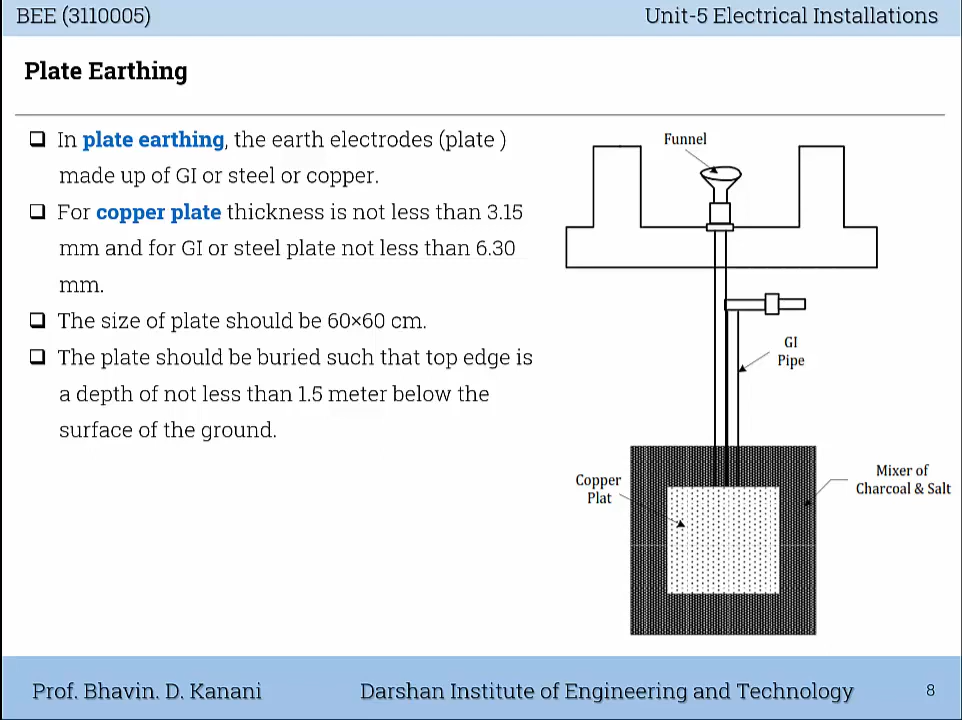 BEE (3110005)
Unit-5 Electrical Installations
Plate Earthing
In plate earthing, the earth electrodes (plate )
made up of GI or steel or copper.
For copper plate thickness is not less than 3.15
mm and for GI or steel plate not less than 6.30
mm.
The size of plate should be 60×60 cm.
The plate should be buried such that top edge is
a depth of not less than 1.5 meter below the
surface of the ground.
Funnel
GI
Pipe
Copper
Plat
Mixer of
Charcoal & Salt
Prof. Bhavin. D. Kanani
Darshan Institute of Engineering and Technology
8